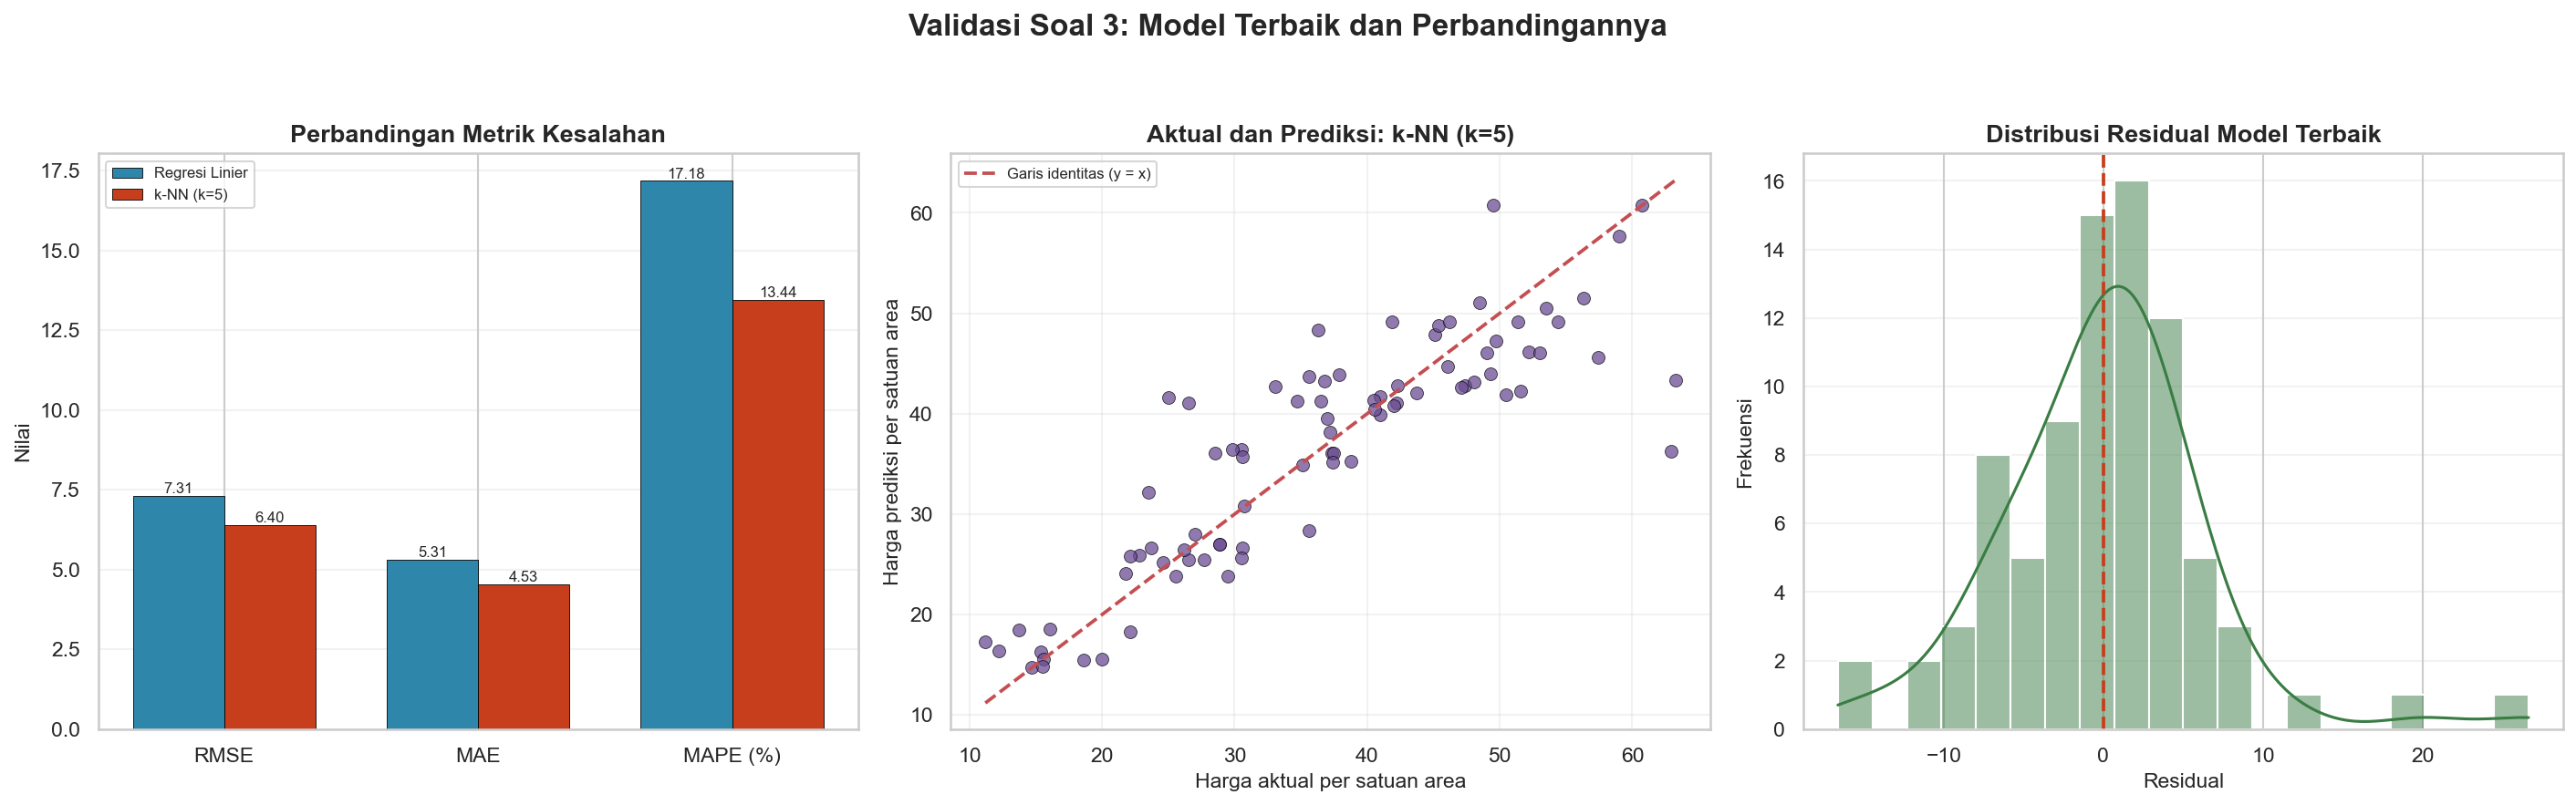 Validasi Soal 3: Model Terbaik dan Perbandingannya
Perbandingan Metrik Kesalahan
Regresi Linier
k-NN (k=5)
Nilai
17.5
15.0
12.5
10.0
7.5
5.0
2.5
0.0
7.31
6.40
5.31
4.53
17.18
13.44
RMSE
MAE
MAPE (%)
Aktual dan Prediksi: k-NN (k=5)
Garis identitas (y = x)
Harga prediksi per satuan area
60
50
40
30
20
10
10
20
30
40
50
60
Harga aktual per satuan area
Distribusi Residual Model Terbaik
Frekuensi
16
14
12
10
8
6
4
2
0
−10
0
10
20
Residual